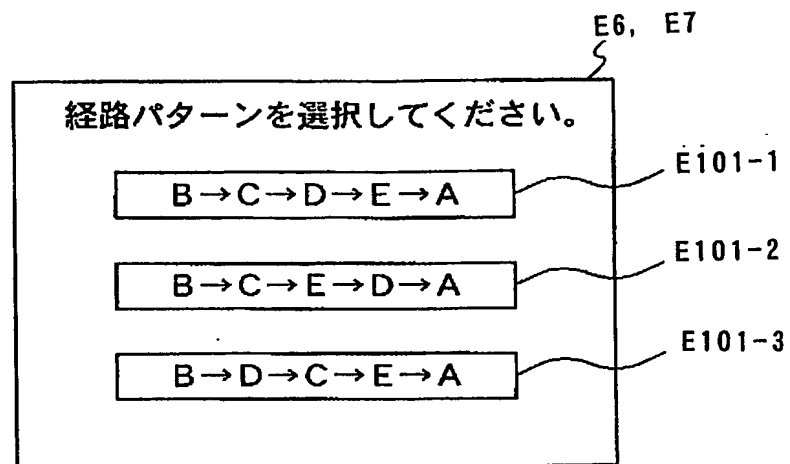 E6, E7
経路パターンを選択してください。
B→C→D→E→A
E101-1
B→C→E→D→A
E101-2
B→D→C→E→A
E101-3